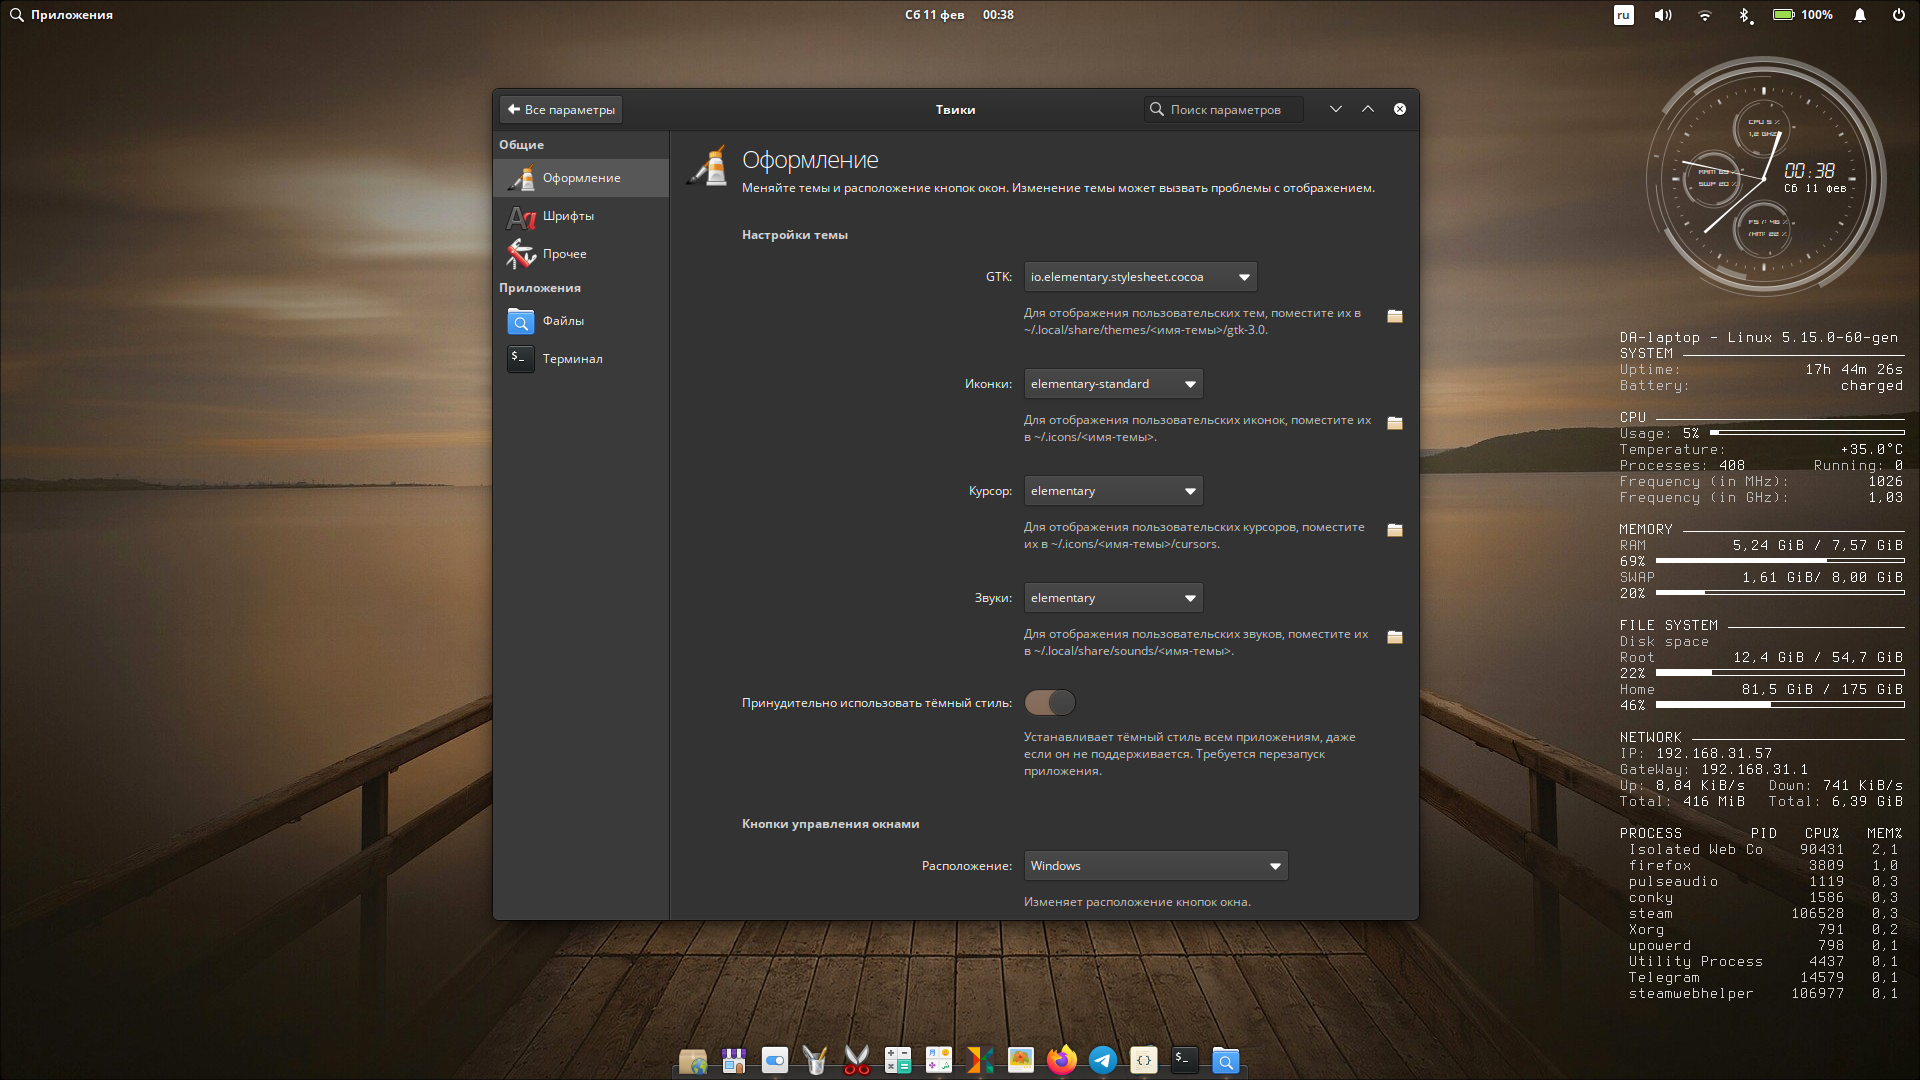 Приложения
Сб 11 фев 00:38
ru
100%
Все параметры
Твики
Поиск параметров
Общие
Оформление
Шрифты
Прочее
Приложения
Файлы
Терминал
Оформление
Меняйте темы и расположение кнопок окон. Изменение темы может вызвать проблемы с отображением.
Настройки темы
GTK: io.elementary.stylesheet.cocoa
Для отображения пользовательских тем, поместите их в
~/.local/share/themes/<имя-темы>/gtk-3.0.
Иконки: elementary-standard
Для отображения пользовательских иконок, поместите их
в ~/.icons/<имя-темы>.
Курсор: elementary
Для отображения пользовательских курсоров, поместите
их в ~/.icons/<имя-темы>/cursors.
Звуки: elementary
Для отображения пользовательских звуков, поместите их
в ~/.local/share/sounds/<имя-темы>.
Принудительно использовать тёмный стиль:
Устанавливает тёмный стиль всем приложениям, даже
если он не поддерживается. Требуется перезапуск
приложения.
Кнопки управления окнами
Расположение: Windows
Изменяет расположение кнопок окна.
CPU 5 %
1,2 GHz
SWP 20 %
00:38
Сб 11 фев
DA-laptop - Linux 5.15.0-60-gen
SYSTEM
Uptime: 17h 44m 26s
Battery: charged
CPU
Usage: 5%
Temperature: +35.0°C
Processes: 408 Running: 0
Frequency (in MHz): 1026
Frequency (in GHz): 1,03
MEMORY
RAM 5,24 GiB / 7,57 GiB
69%
SWAP 1,61 GiB/ 8,00 GiB
20%
FILE SYSTEM
Disk space
Root 12,4 GiB / 54,7 GiB
22%
Home 81,5 GiB / 175 GiB
46%
NETWORK
IP: 192.168.31.57
GateWay: 192.168.31.1
Up: 8,84 KiB/s Down: 741 KiB/s
Total: 416 MiB Total: 6,39 GiB
PROCESS PID CPU% MEM%
Isolated Web Co 90431 2,1
firefox 3809 1,0
pulseaudio 1119 0,3
conky 1586 0,3
steam 106528 0,3
Xorg 791 0,2
upowerd 798 0,1
Utility Process 4437 0,1
Telegram 14579 0,1
steamwebhelper 106977 0,1